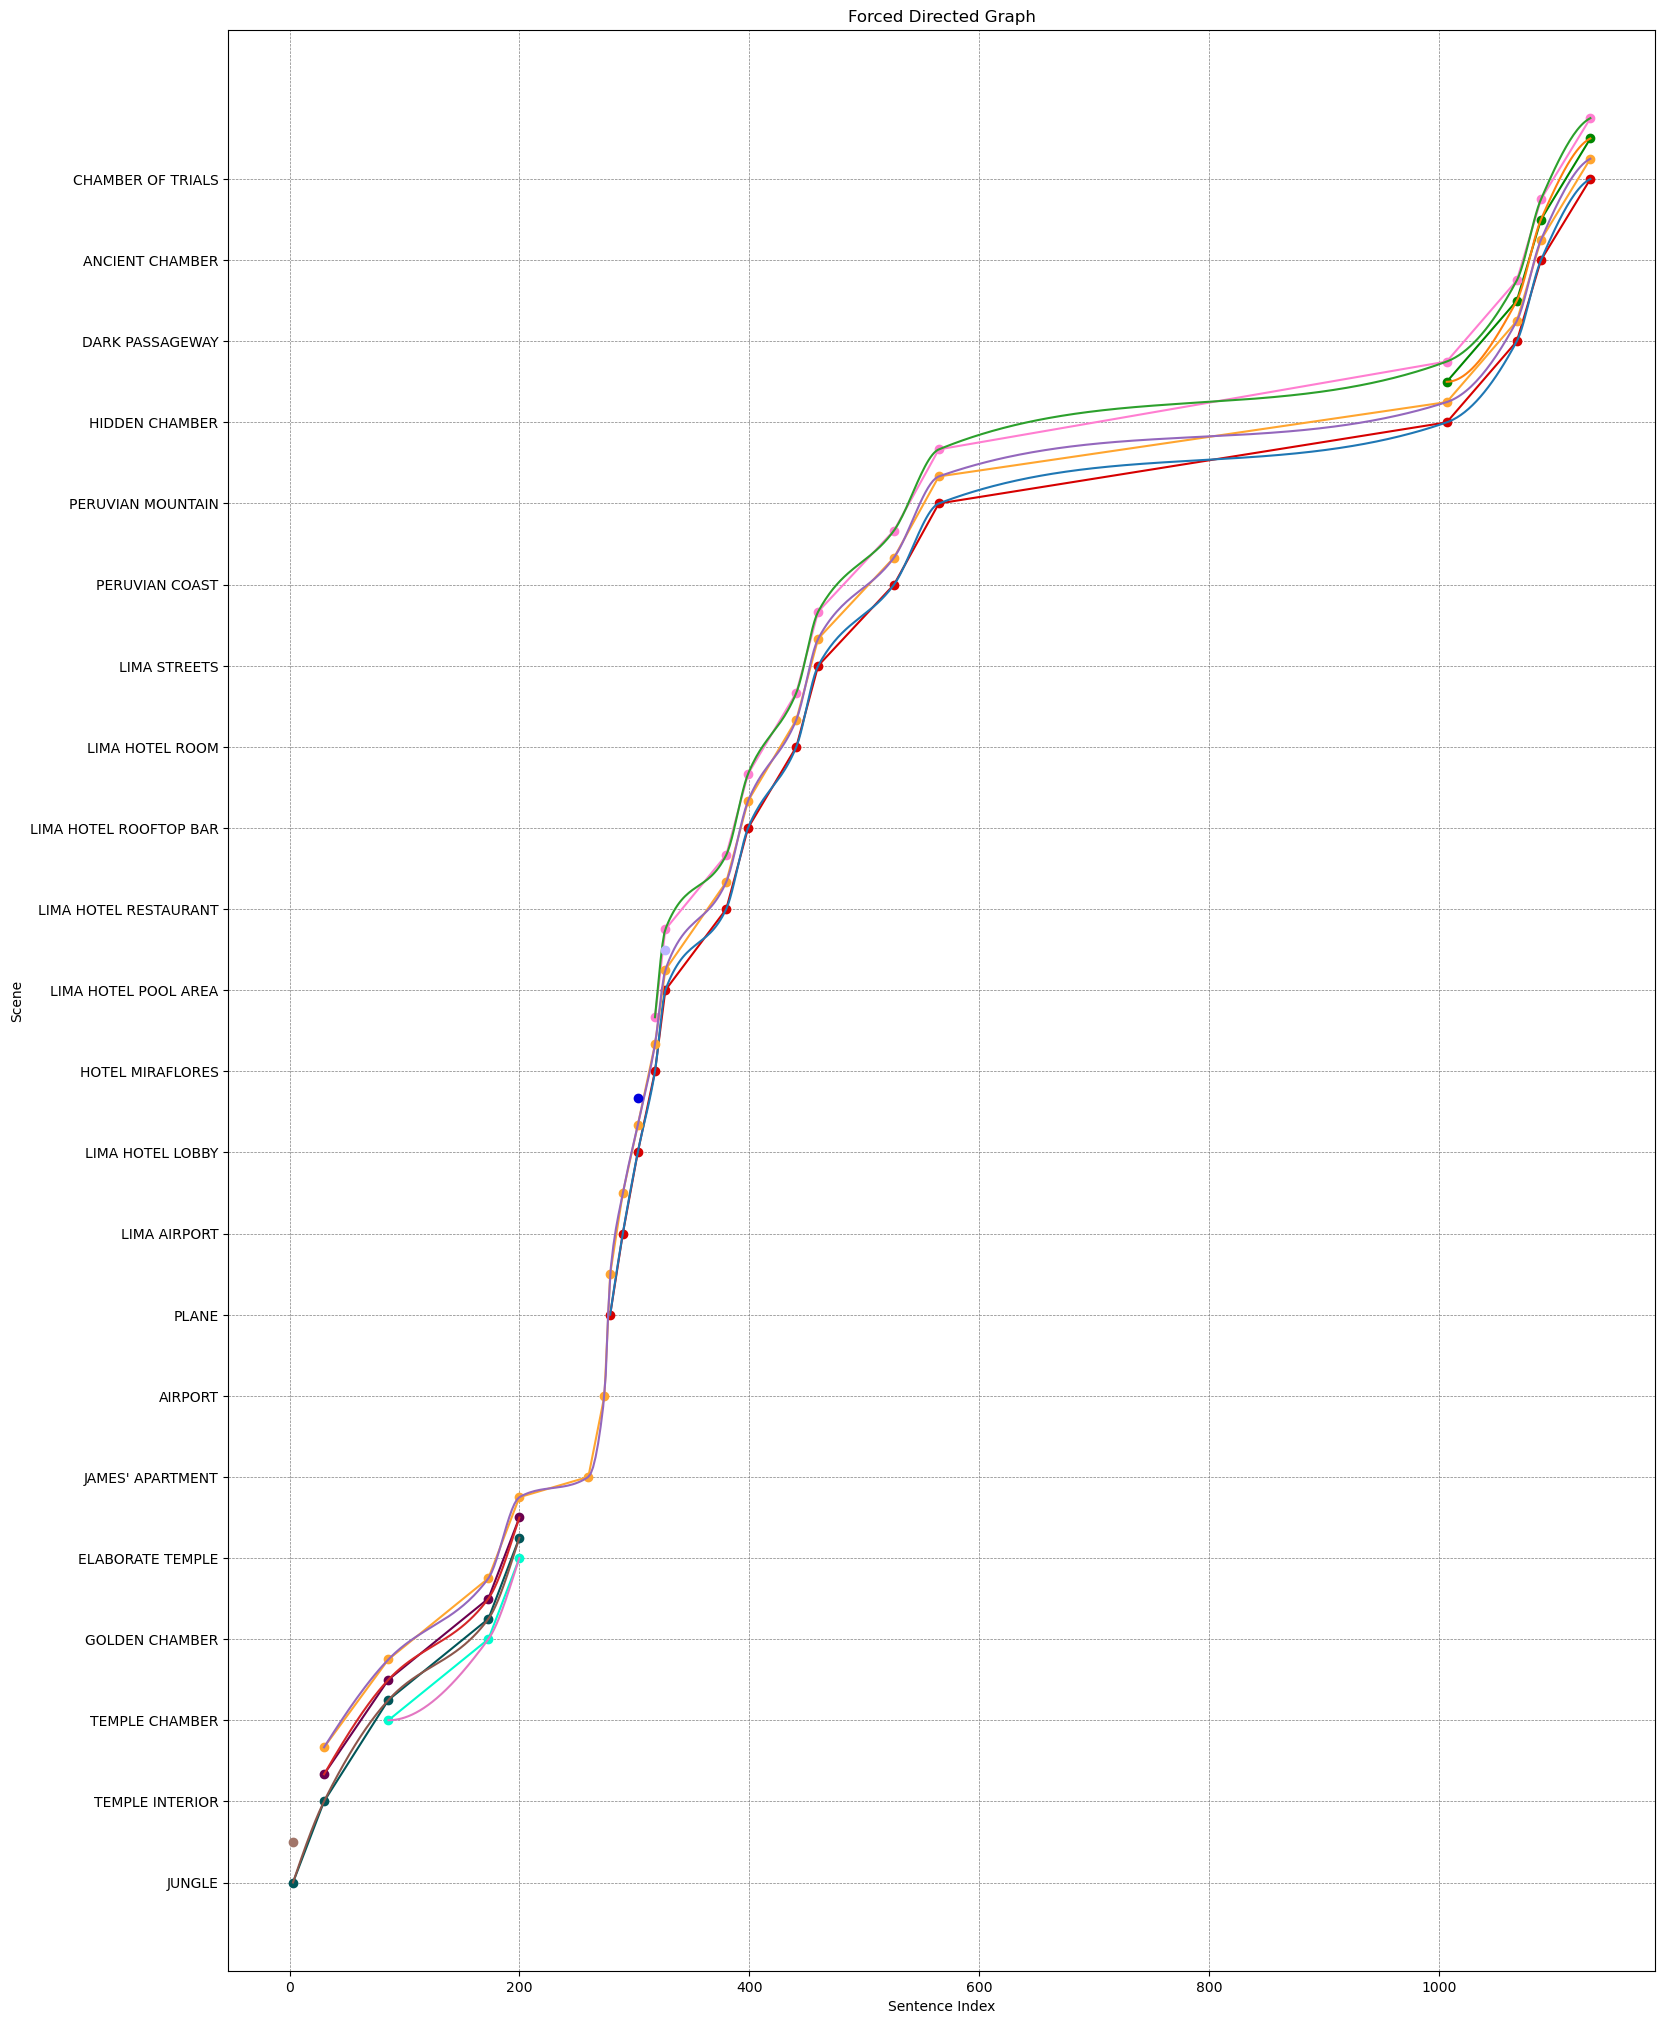 Forced Directed Graph
CHAMBER OF TRIALS
ANCIENT CHAMBER
DARK PASSAGEWAY
HIDDEN CHAMBER
PERUVIAN MOUNTAIN
PERUVIAN COAST
LIMA STREETS
LIMA HOTEL ROOM
LIMA HOTEL ROOFTOP BAR
LIMA HOTEL RESTAURANT
LIMA HOTEL POOL AREA
HOTEL MIRAFLORES
LIMA HOTEL LOBBY
LIMA AIRPORT
PLANE
AIRPORT
JAMES' APARTMENT
ELABORATE TEMPLE
GOLDEN CHAMBER
TEMPLE CHAMBER
TEMPLE INTERIOR
JUNGLE
Scene
0 200 400 600 800 1000
Sentence Index